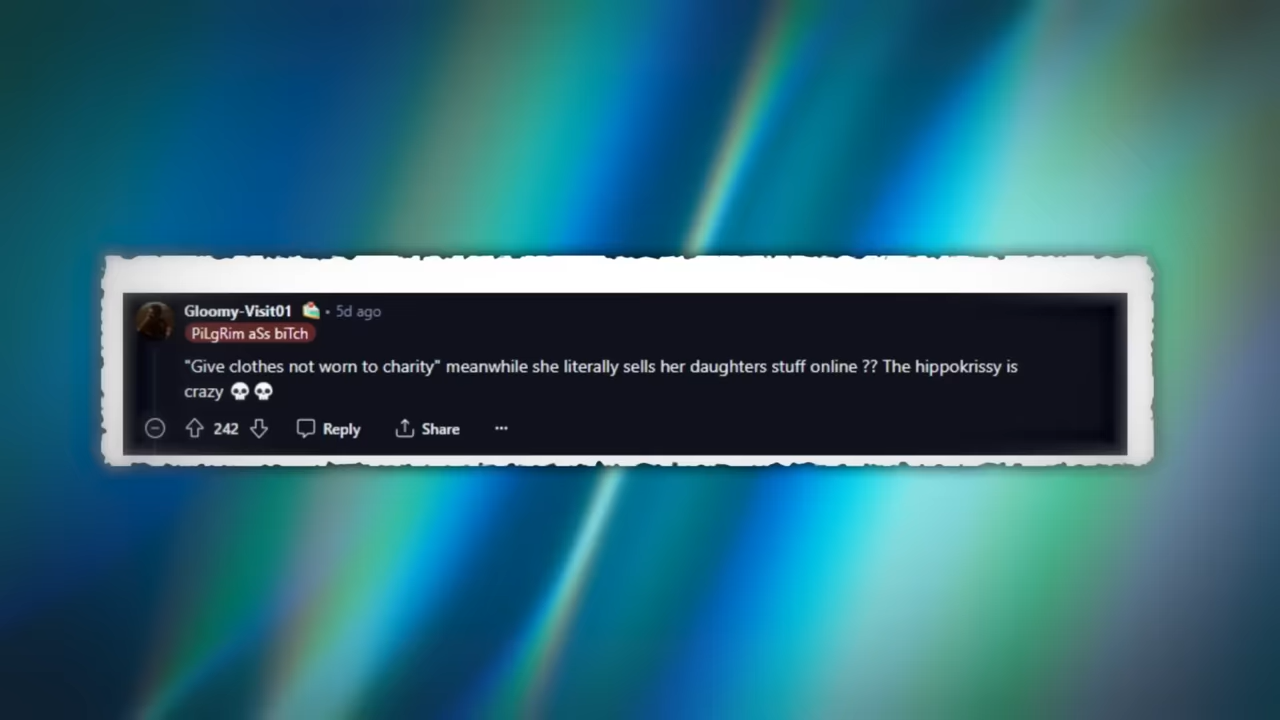 Gloomy-Visit01 🍰 • 5d ago
PiLgRim aSs biTch
"Give clothes not worn to charity" meanwhile she literally sells her daughters stuff online ?? The hippokrissy is
crazy 💀💀
242 Reply Share ···